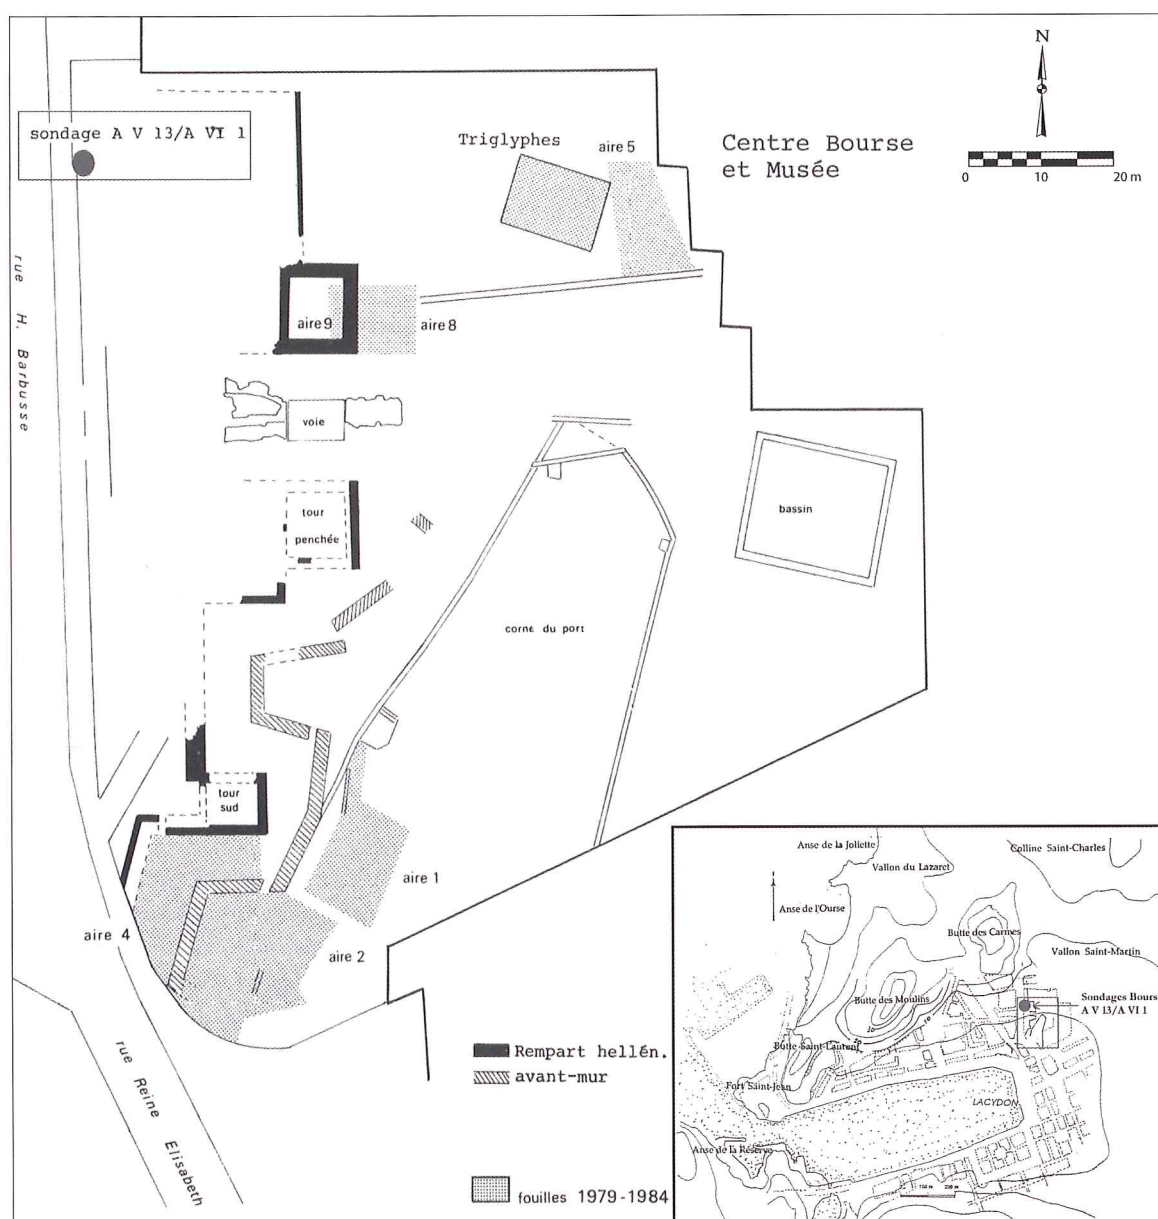 N
sondage A V 13/A VI 1
Triglyphes
aire 5
Centre Bourse
et Musée
0 10 20 m
rue H. Barbusse
aire 9
aire 8
voie
tour
penchée
bassin
corne du port
tour
sud
aire 1
aire 4
aire 2
rue Reine Elisabeth
Rempart hellén.
avant-mur
fouilles 1979-1984
Anse de la Joliette
Colline Saint-Charles
Vallon du Lazaret
Anse de l'Ourse
Butte des Carmes
Vallon Saint-Martin
Butte des Moulins
Sondages Bours
A V 13/A VI 1
10
Butte Saint-Laurent
Fort Saint-Jean
LACYDON
Anse de la Réserve
100 m 200 m